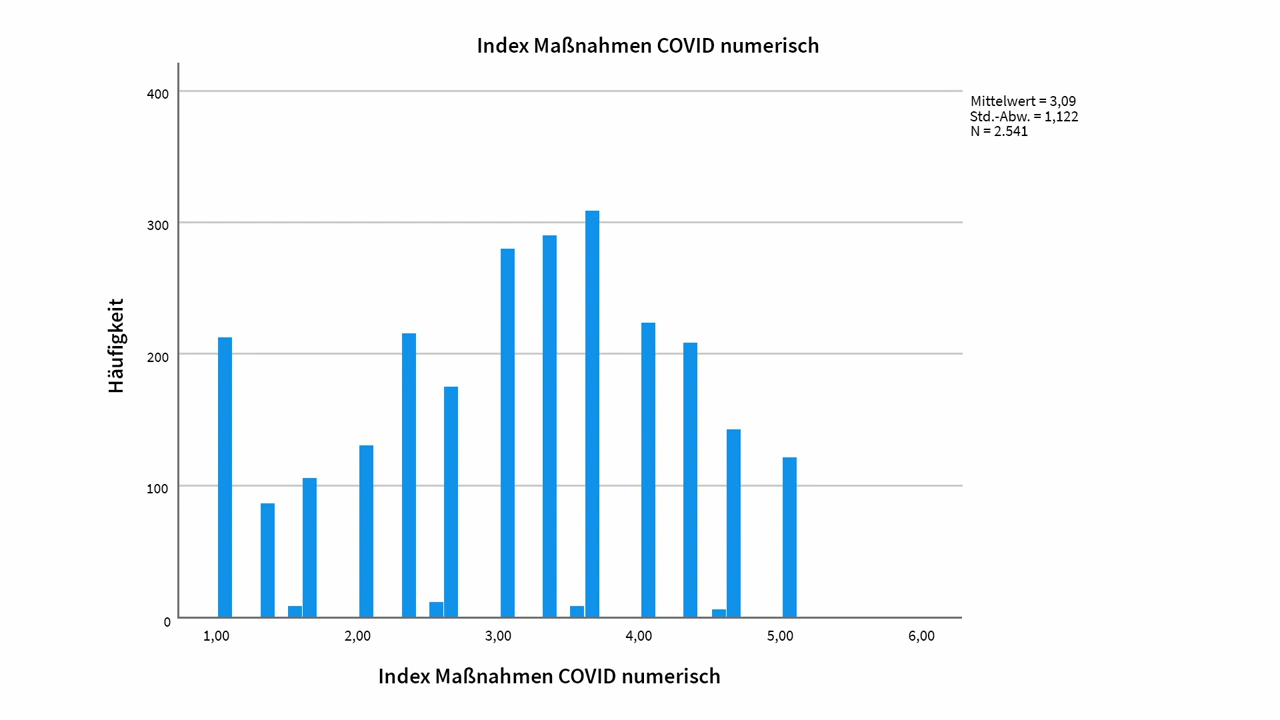 Index Maßnahmen COVID numerisch
Mittelwert = 3,09
Std.-Abw. = 1,122
N = 2.541
Häufigkeit
400
300
200
100
0
1,00 2,00 3,00 4,00 5,00 6,00
Index Maßnahmen COVID numerisch